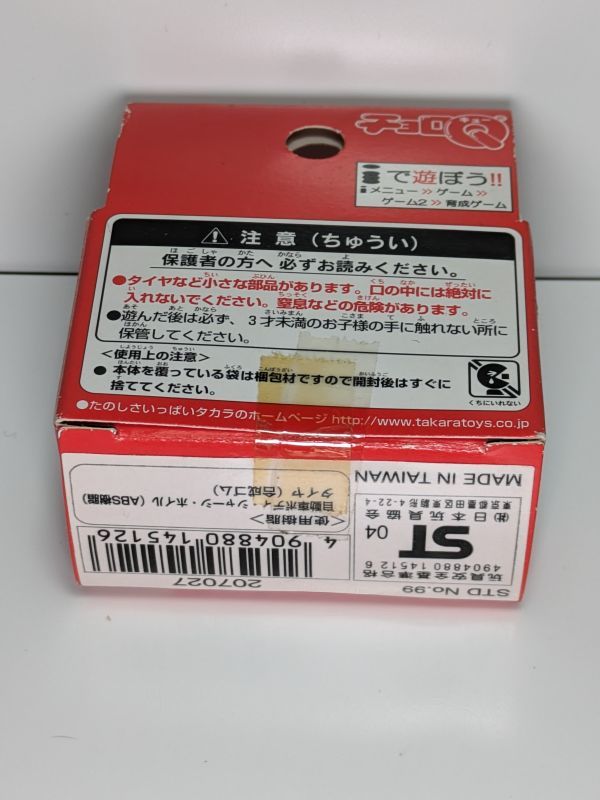 チョロQ
で遊ぼう!!
メニュー≫ゲーム≫
ゲーム2≫育成ゲーム
注意(ちゅうい)
保護者の方へ 必ずお読みください。
●タイヤなど小さな部品があります。口の中には絶対に
入れないでください。窒息などの危険があります。
●遊んだ後は必ず、3才未満のお子様の手に触れない所に
保管してください。
<使用上の注意>
●本体を覆っている袋は梱包材ですので開封後はすぐに
捨ててください。
くちにいれない
●たのしさいっぱいタカラのホームページ http://www.takaratoys.co.jp/
STD No.99
207027
玩具安全基準合格
4904880145126
ST
04
㈳日本玩具協会
東京都墨田区東駒形4-22-4
4904880145126
<使用樹脂>
自動車ボディ・シャーシ・ホイル(ABS樹脂)
タイヤ(合成ゴム)
MADE IN TAIWAN